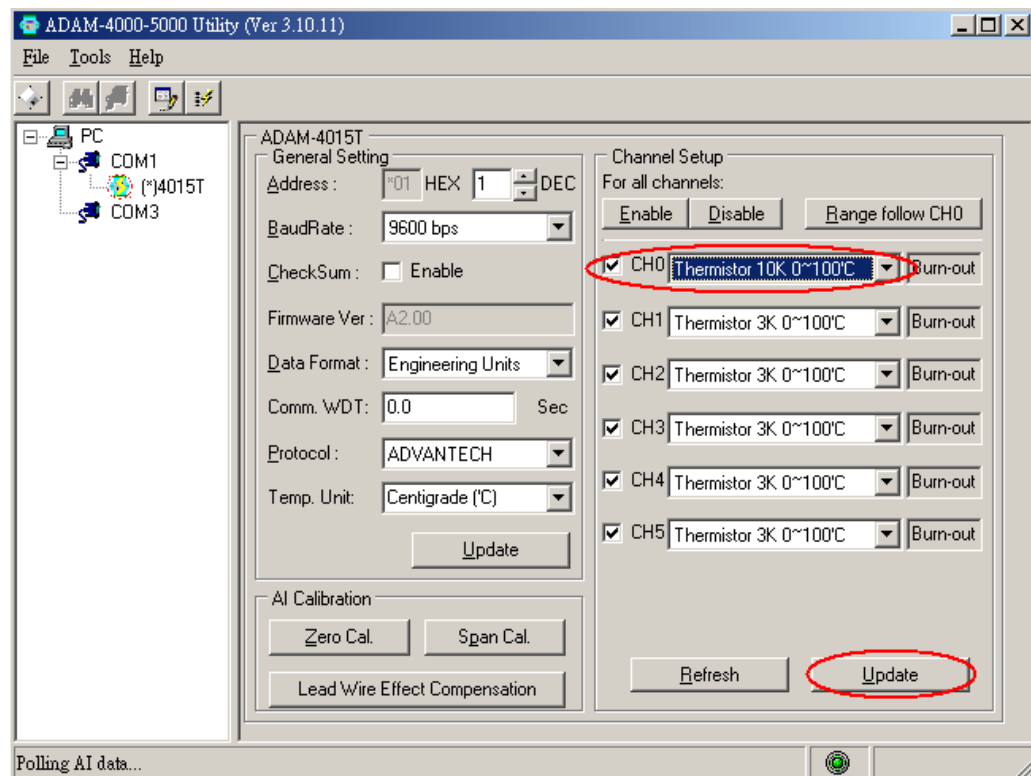 ADAM-4000-5000 Utility (Ver 3.10.11)
File Tools Help
PC
COM1
(*)4015T
COM3
ADAM-4015T
General Setting
Address : *01 HEX 1 DEC
BaudRate : 9600 bps
CheckSum : Enable
Firmware Ver : A2.00
Data Format : Engineering Units
Comm. WDT: 0.0 Sec
Protocol : ADVANTECH
Temp. Unit: Centigrade ('C)
Update
AI Calibration
Zero Cal. Span Cal.
Lead Wire Effect Compensation
Channel Setup
For all channels:
Enable Disable Range follow CH0
CH0 Thermistor 10K 0~100'C Burn-out
CH1 Thermistor 3K 0~100'C Burn-out
CH2 Thermistor 3K 0~100'C Burn-out
CH3 Thermistor 3K 0~100'C Burn-out
CH4 Thermistor 3K 0~100'C Burn-out
CH5 Thermistor 3K 0~100'C Burn-out
Refresh Update
Polling AI data...